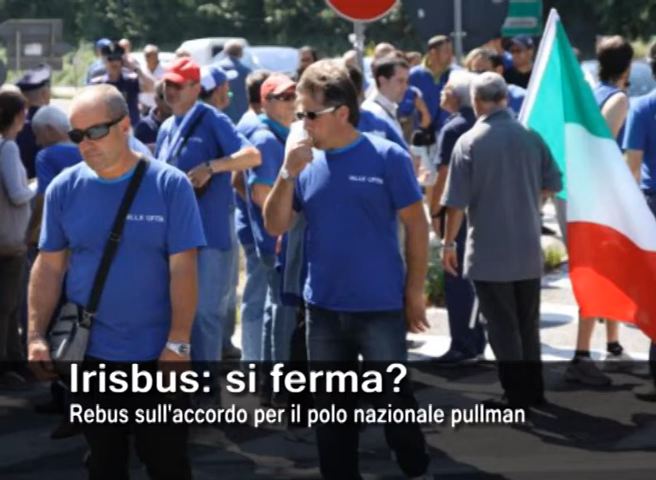 Irisbus: si ferma?
Rebus sull'accordo per il polo nazionale pullman